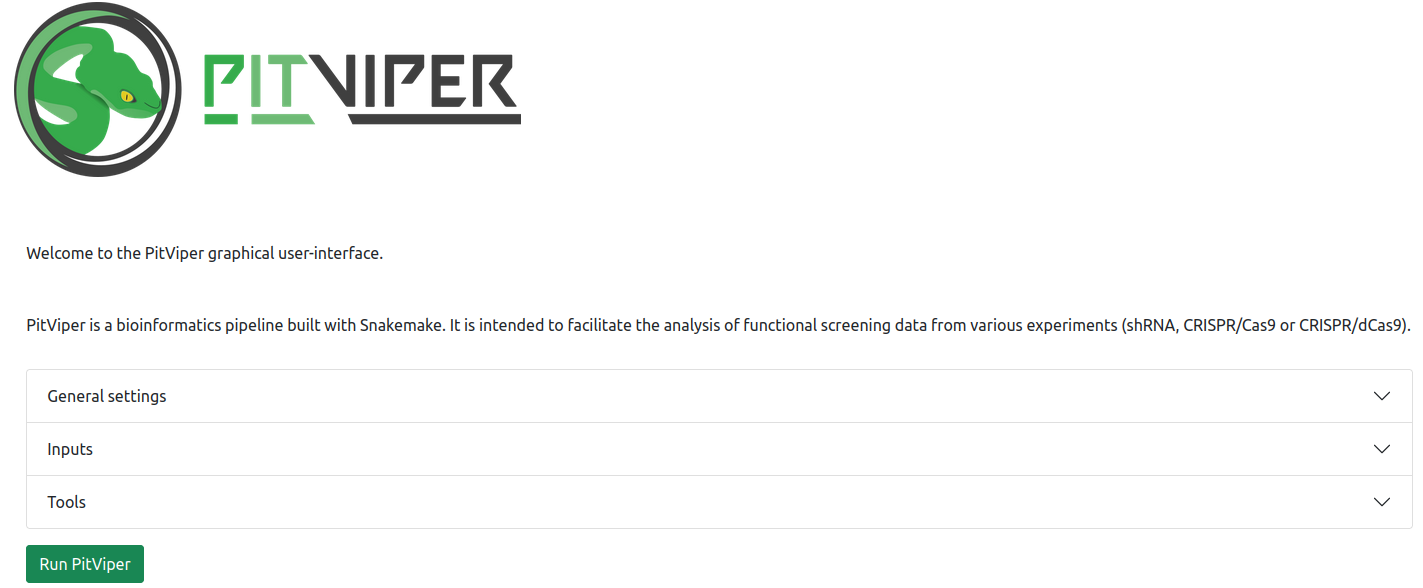 PITVIPER
Welcome to the PitViper graphical user-interface.
PitViper is a bioinformatics pipeline built with Snakemake. It is intended to facilitate the analysis of functional screening data from various experiments (shRNA, CRISPR/Cas9 or CRISPR/dCas9).
General settings
Inputs
Tools
Run PitViper